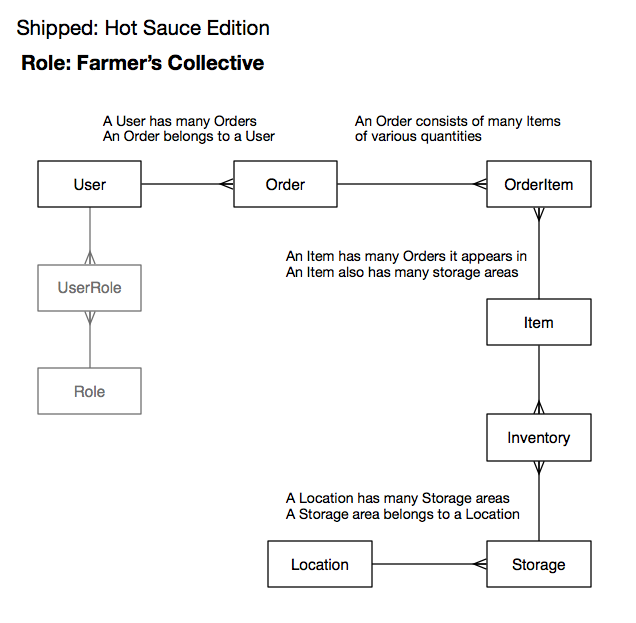 Shipped: Hot Sauce Edition
Role: Farmer’s Collective
A User has many Orders
An Order belongs to a User
An Order consists of many Items
of various quantities
User
Order
OrderItem
An Item has many Orders it appears in
An Item also has many storage areas
UserRole
Item
Role
Inventory
A Location has many Storage areas
A Storage area belongs to a Location
Location
Storage